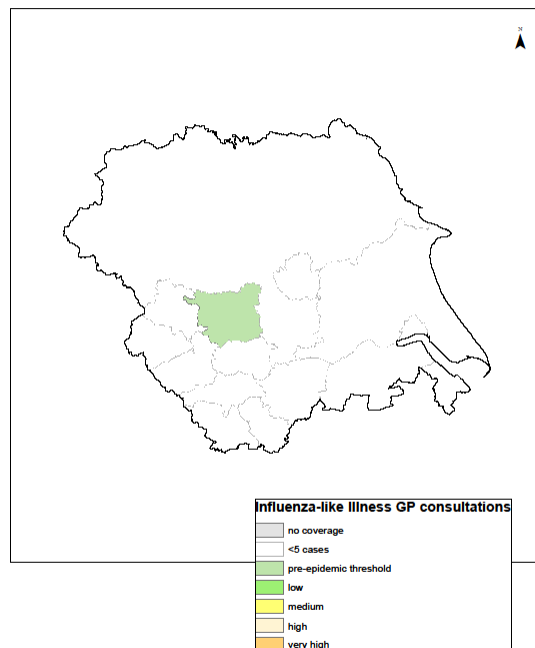 N
Influenza-like Illness GP consultations
no coverage
<5 cases
pre-epidemic threshold
low
medium
high
very high